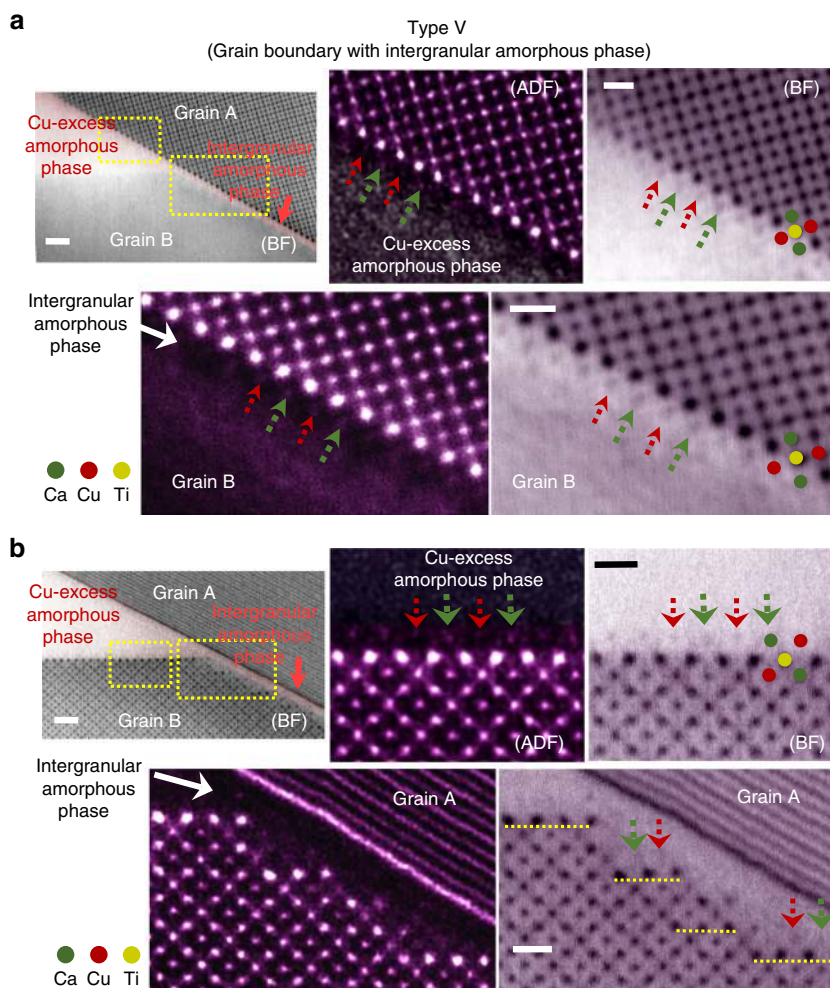 a
Type V
(Grain boundary with intergranular amorphous phase)
Grain A
Cu-excess
amorphous
phase
Intergranular
amorphous
phase
Grain B
(BF)
(ADF)
Cu-excess
amorphous phase
(BF)
Intergranular
amorphous
phase
Grain B
Grain B
Ca Cu Ti
b
Cu-excess
amorphous
phase
Grain A
Intergranular
amorphous
phase
Grain B
(BF)
Cu-excess
amorphous phase
(ADF)
(BF)
Intergranular
amorphous
phase
Grain A
Grain A
Ca Cu Ti